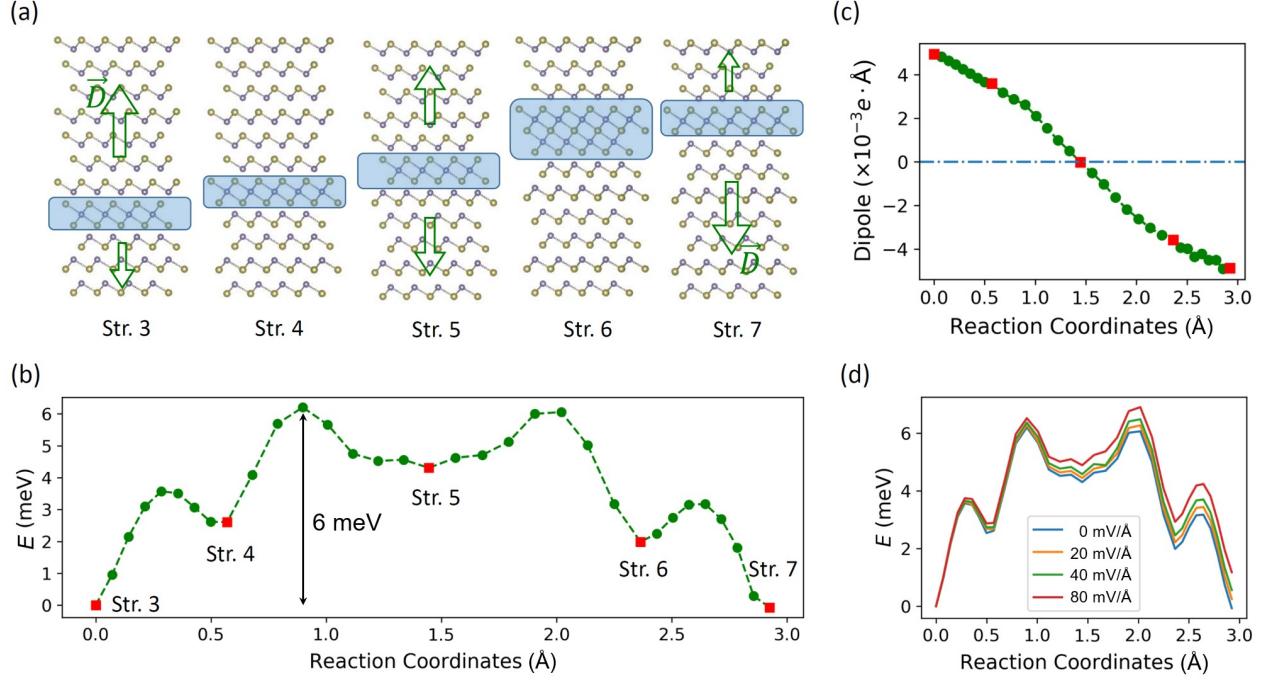 (a)
D
D
Str. 3
Str. 4
Str. 5
Str. 6
Str. 7
(b)
E (meV)
6
5
4
3
2
1
0
Str. 3
Str. 4
6 meV
Str. 5
Str. 6
Str. 7
0.0 0.5 1.0 1.5 2.0 2.5 3.0
Reaction Coordinates (Å)
(c)
Dipole (×10⁻³e · Å)
4
2
0
−2
−4
0.0 0.5 1.0 1.5 2.0 2.5 3.0
Reaction Coordinates (Å)
(d)
E (meV)
6
4
2
0
0 mV/Å
20 mV/Å
40 mV/Å
80 mV/Å
0.0 0.5 1.0 1.5 2.0 2.5 3.0
Reaction Coordinates (Å)